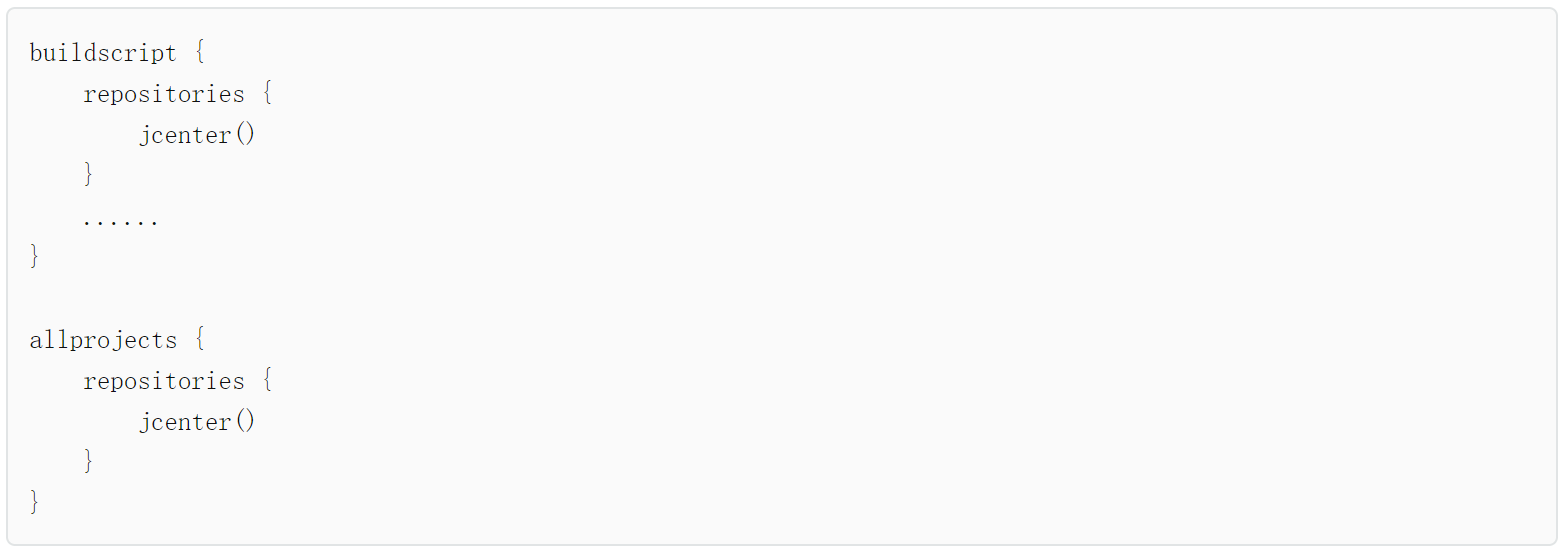 buildscript {
    repositories {
        jcenter()
    }
    ......
}

allprojects {
    repositories {
        jcenter()
    }
}